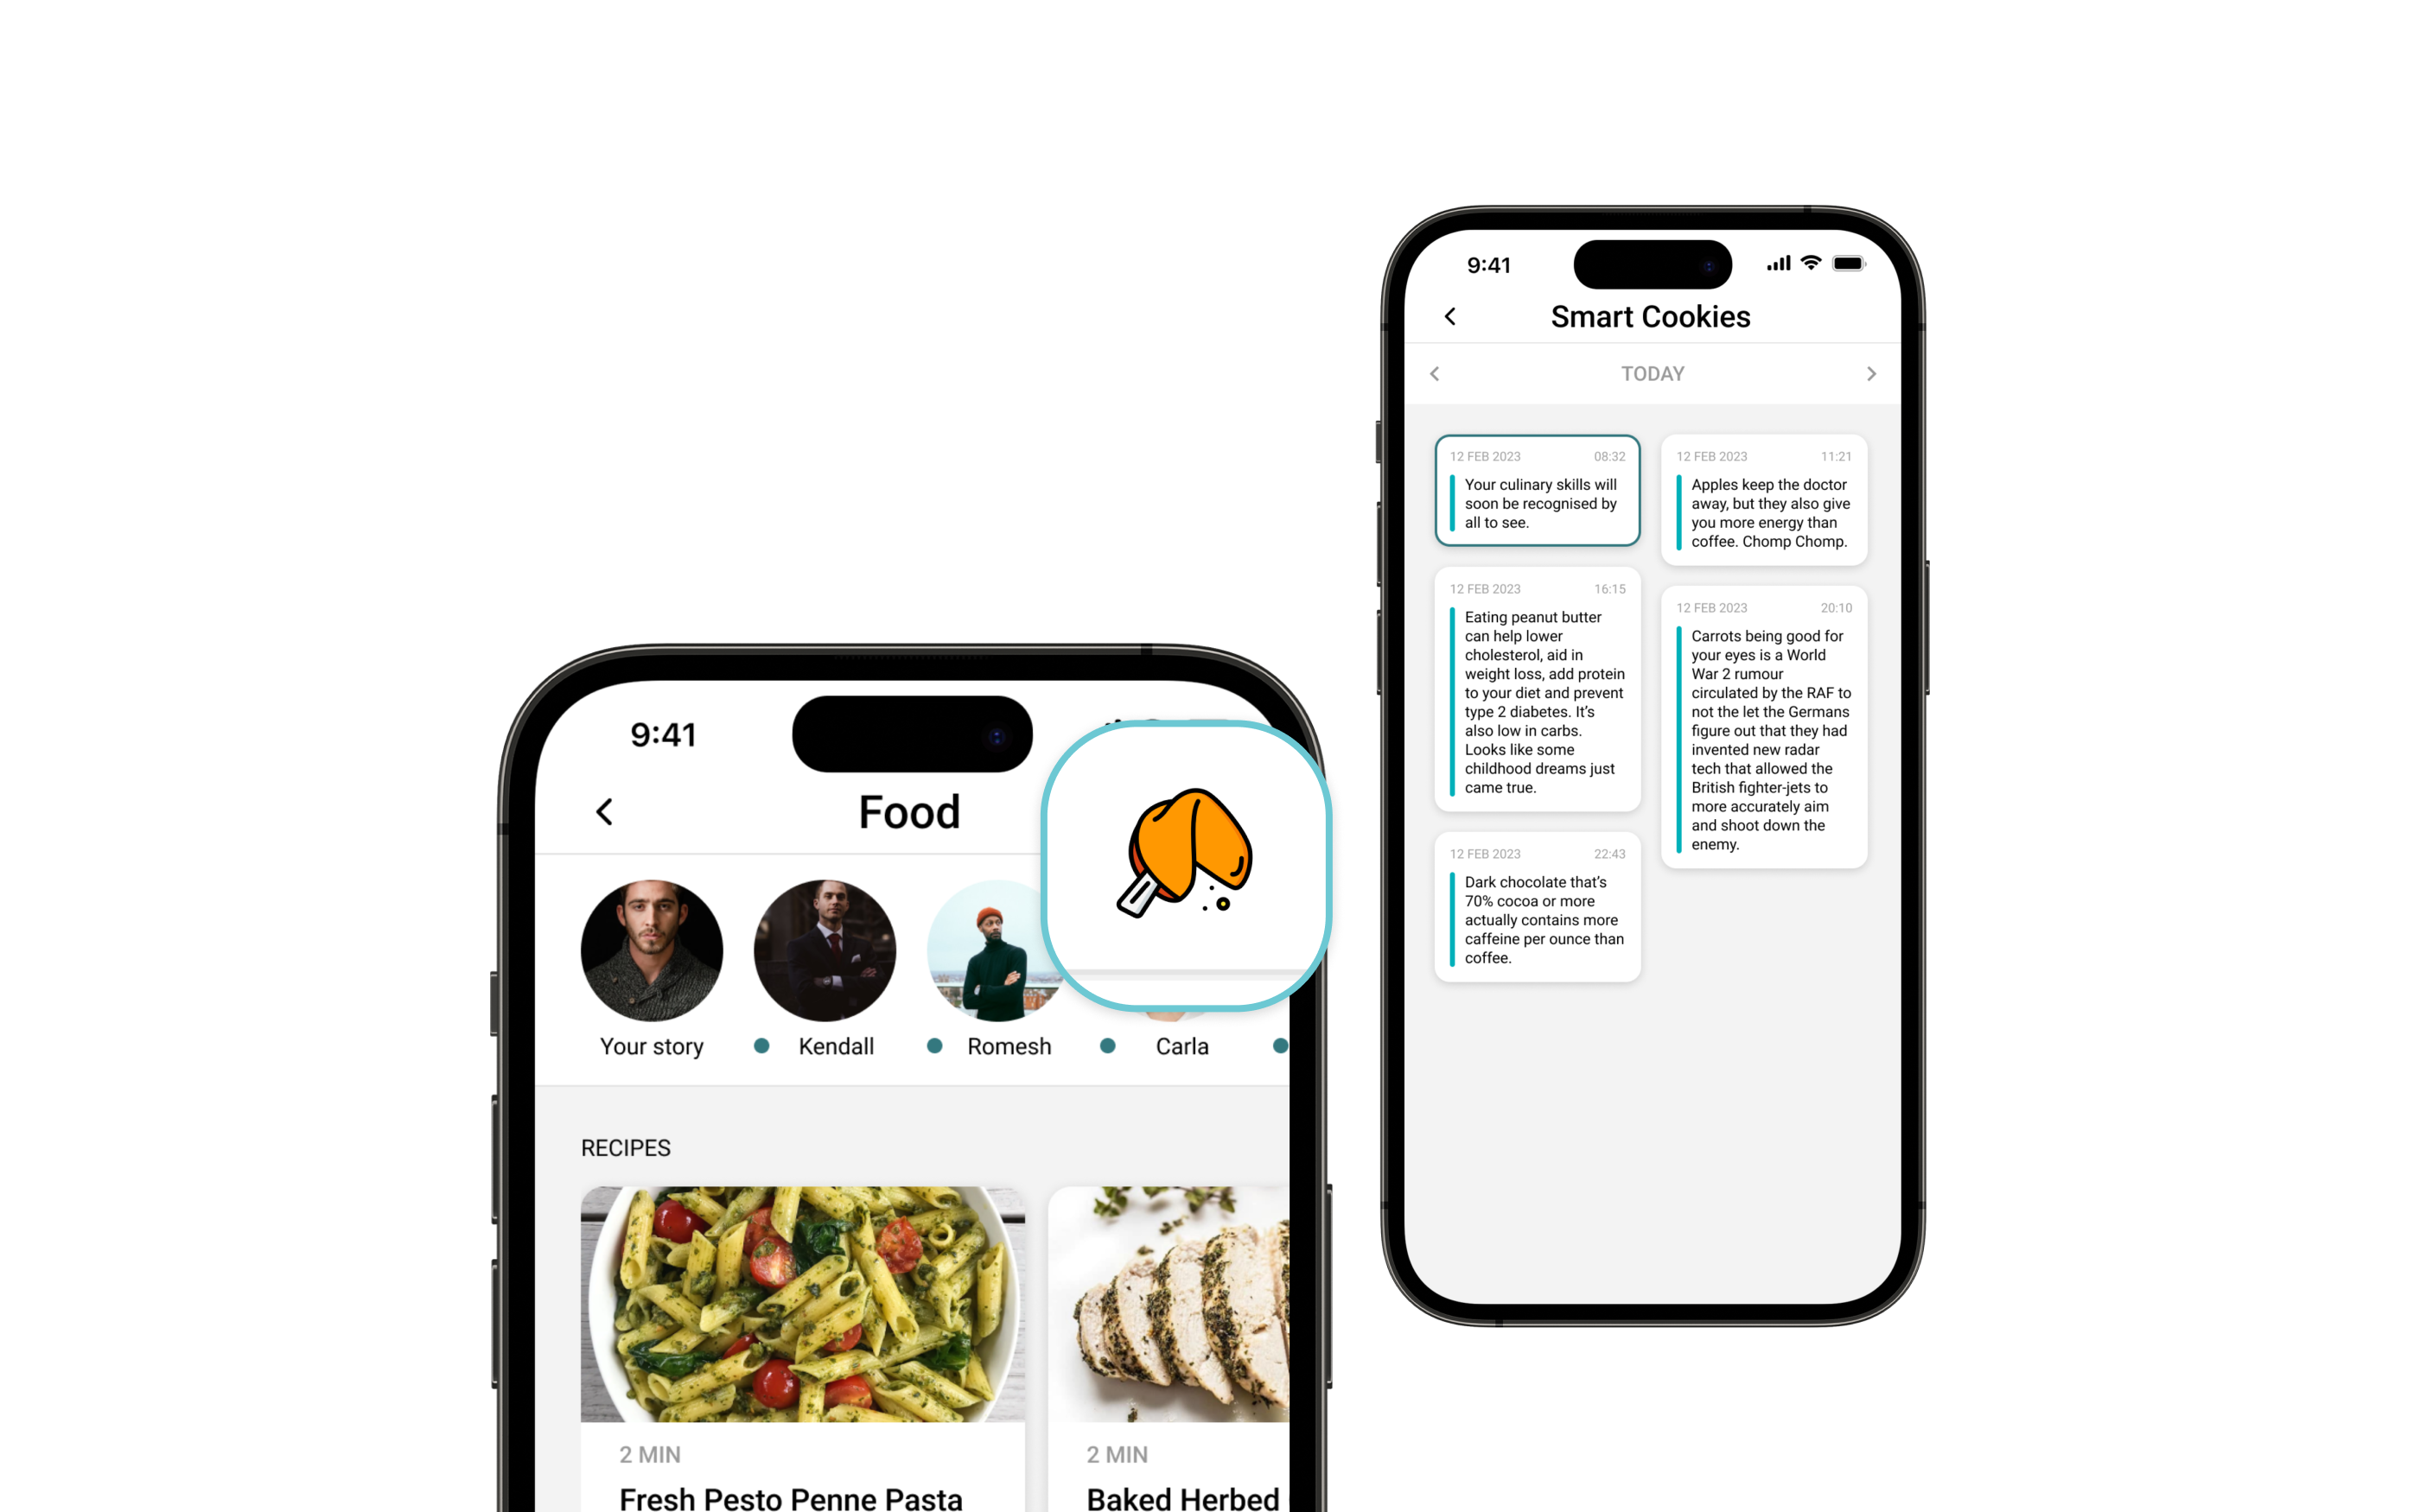 9:41
Food
Your story
Kendall
Romesh
Carla
RECIPES
2 MIN
Fresh Pesto Penne Pasta
2 MIN
Baked Herbed
9:41
Smart Cookies
TODAY
12 FEB 2023 08:32
Your culinary skills will
soon be recognised by
all to see.
12 FEB 2023 11:21
Apples keep the doctor
away, but they also give
you more energy than
coffee. Chomp Chomp.
12 FEB 2023 16:15
Eating peanut butter
can help lower
cholesterol, aid in
weight loss, add protein
to your diet and prevent
type 2 diabetes. It’s
also low in carbs.
Looks like some
childhood dreams just
came true.
12 FEB 2023 20:10
Carrots being good for
your eyes is a World
War 2 rumour
circulated by the RAF to
not the let the Germans
figure out that they had
invented new radar
tech that allowed the
British fighter-jets to
more accurately aim
and shoot down the
enemy.
12 FEB 2023 22:43
Dark chocolate that’s
70% cocoa or more
actually contains more
caffeine per ounce than
coffee.